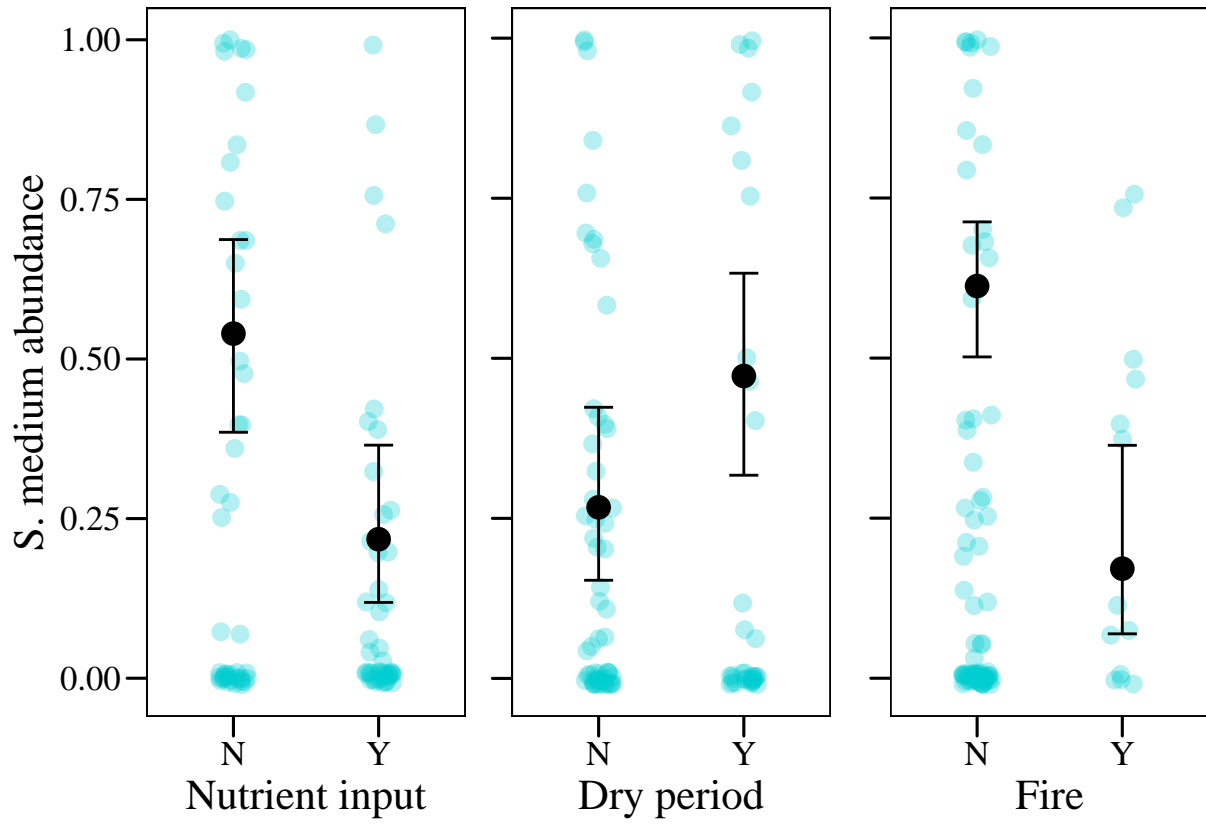 S. medium abundance
1.00
0.75
0.50
0.25
0.00
N Y
Nutrient input
N Y
Dry period
N Y
Fire